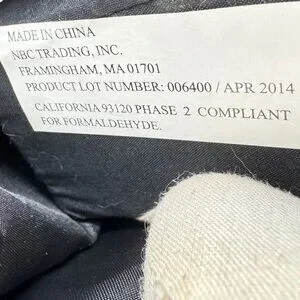 MADE IN CHINA
NBC TRADING, INC.
FRAMINGHAM, MA 01701
PRODUCT LOT NUMBER: 006400 / APR 2014
CALIFORNIA 93120 PHASE 2 COMPLIANT
FOR FORMALDEHYDE.